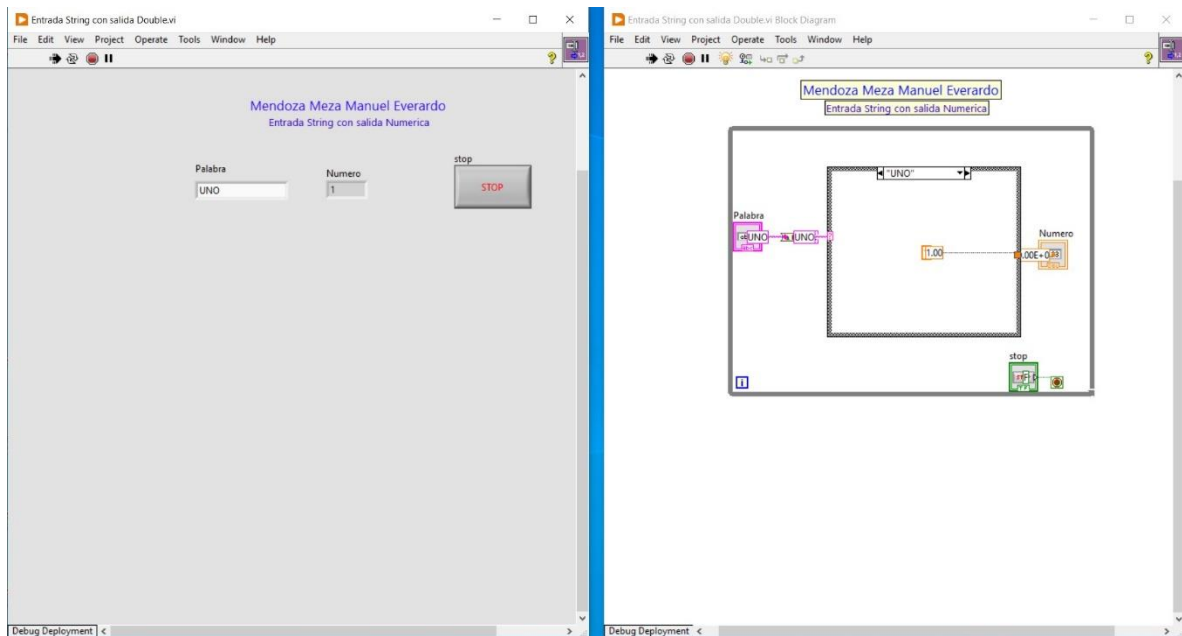 Entrada String con salida Double.vi
File Edit View Project Operate Tools Window Help
Mendoza Meza Manuel Everardo
Entrada String con salida Numerica
Palabra
UNO
Numero
1
stop
STOP
Debug Deployment
Entrada String con salida Double.vi Block Diagram
File Edit View Project Operate Tools Window Help
Mendoza Meza Manuel Everardo
Entrada String con salida Numerica
"UNO"
Palabra
UNO
UNO
1.00
Numero
.00E+0
stop
i
Debug Deployment